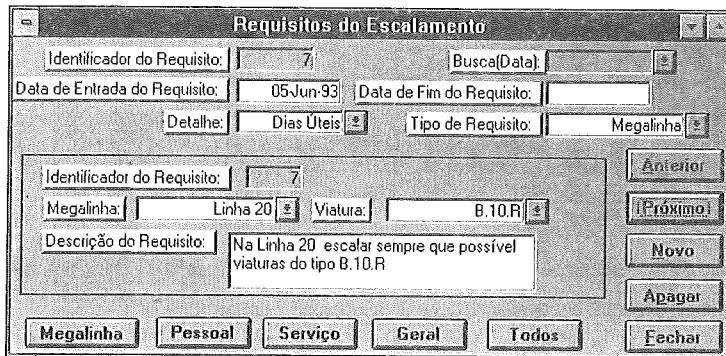 Requisitos do Escalamento
Identificador do Requisito: 7 Busca(Data):
Data de Entrada do Requisito: 05-Jun-93 Data de Fim do Requisito:
Detalhe: Dias Úteis Tipo de Requisito: Megalinha
Identificador do Requisito: 7
Megalinha: Linha 20 Viatura: B.10.R
Descrição do Requisito: Na Linha 20 escalar sempre que possível
viaturas do tipo B.10.R
Anterior
Próximo
Novo
Apagar
Megalinha Pessoal Serviço Geral Todos Fechar